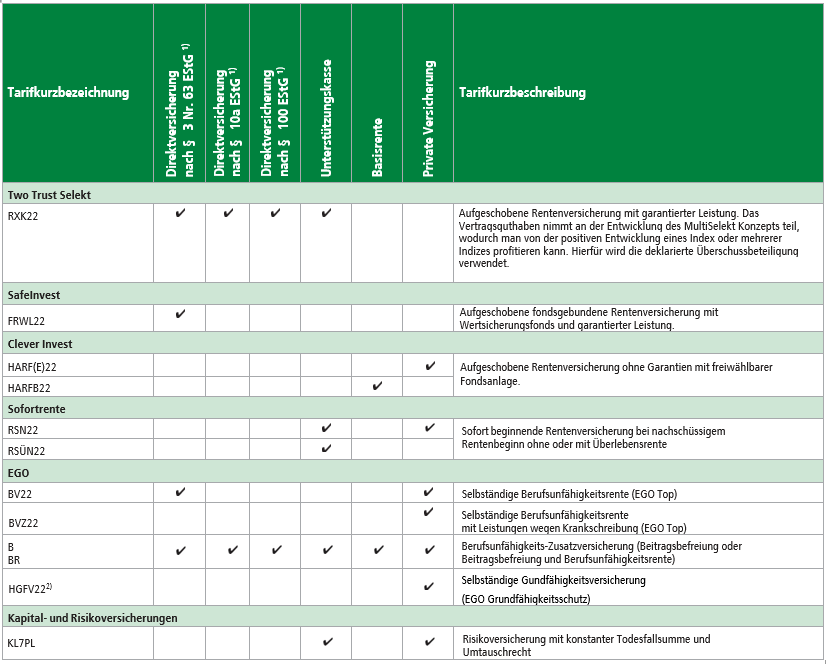 Tarifkurzbezeichnung
Direktversicherung
nach § 3 Nr. 63 EStG 1)
Direktversicherung
nach § 10a EStG 1)
Direktversicherung
nach § 100 EStG 1)
Unterstützungskasse
Basisrente
Private Versicherung
Tarifkurzbeschreibung
Two Trust Selekt
RXK22 ✔ ✔ ✔ ✔
Aufgeschobene Rentenversicherung mit garantierter Leistung. Das
Vertragsguthaben nimmt an der Entwicklung des MultiSelekt Konzepts teil,
wodurch man von der positiven Entwicklung eines Index oder mehrerer
Indizes profitieren kann. Hierfür wird die deklarierte Überschussbeteiligung
verwendet.
SafeInvest
FRWL22 ✔
Aufgeschobene fondsgebundene Rentenversicherung mit
Wertsicherungsfonds und garantierter Leistung.
Clever Invest
HARF(E)22 ✔
HARFB22 ✔
Aufgeschobene Rentenversicherung ohne Garantien mit freiwählbarer
Fondsanlage.
Sofortrente
RSN22 ✔ ✔
RSÜN22 ✔
Sofort beginnende Rentenversicherung bei nachschüssigem
Rentenbeginn ohne oder mit Überlebensrente
EGO
BV22 ✔ ✔
Selbständige Berufsunfähigkeitsrente (EGO Top)
BVZ22 ✔
Selbständige Berufsunfähigkeitsrente
mit Leistungen wegen Krankschreibung (EGO Top)
B
BR ✔ ✔ ✔ ✔ ✔ ✔
Berufsunfähigkeits-Zusatzversicherung (Beitragsbefreiung oder
Beitragsbefreiung und Berufsunfähigkeitsrente)
HGFV22 2) ✔
Selbständige Gundfähigkeitsversicherung
(EGO Grundfähigkeitsschutz)
Kapital- und Risikoversicherungen
KL7PL ✔ ✔
Risikoversicherung mit konstanter Todesfallsumme und
Umtauschrecht